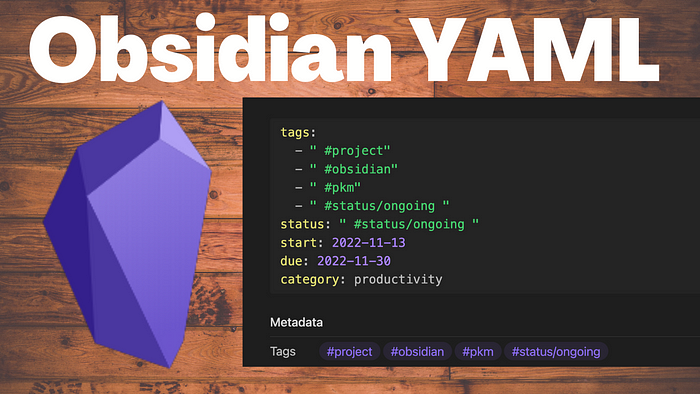 Obsidian YAML
tags:
  - " #project"
  - " #obsidian"
  - " #pkm"
  - " #status/ongoing "
status: " #status/ongoing "
start: 2022-11-13
due: 2022-11-30
category: productivity
Metadata
Tags #project #obsidian #pkm #status/ongoing